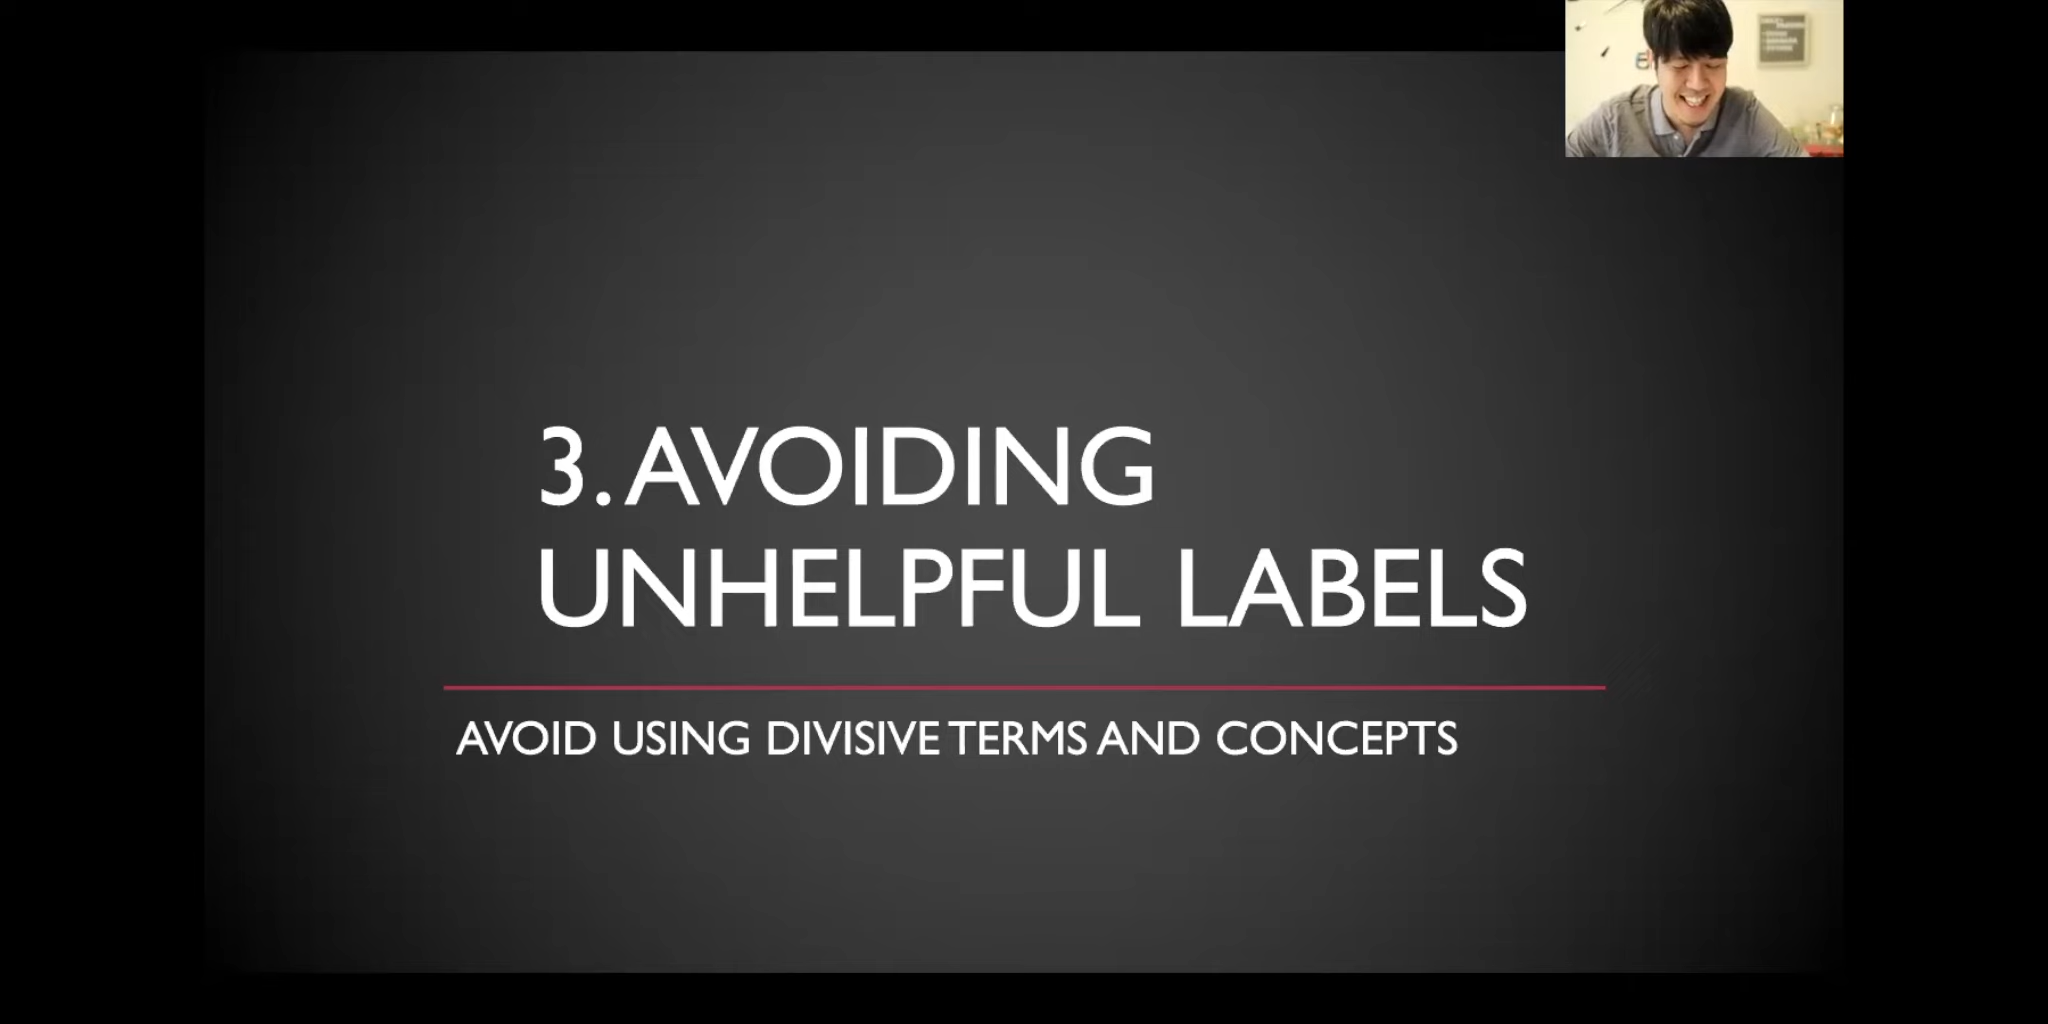 3. AVOIDING
UNHELPFUL LABELS
AVOID USING DIVISIVE TERMS AND CONCEPTS